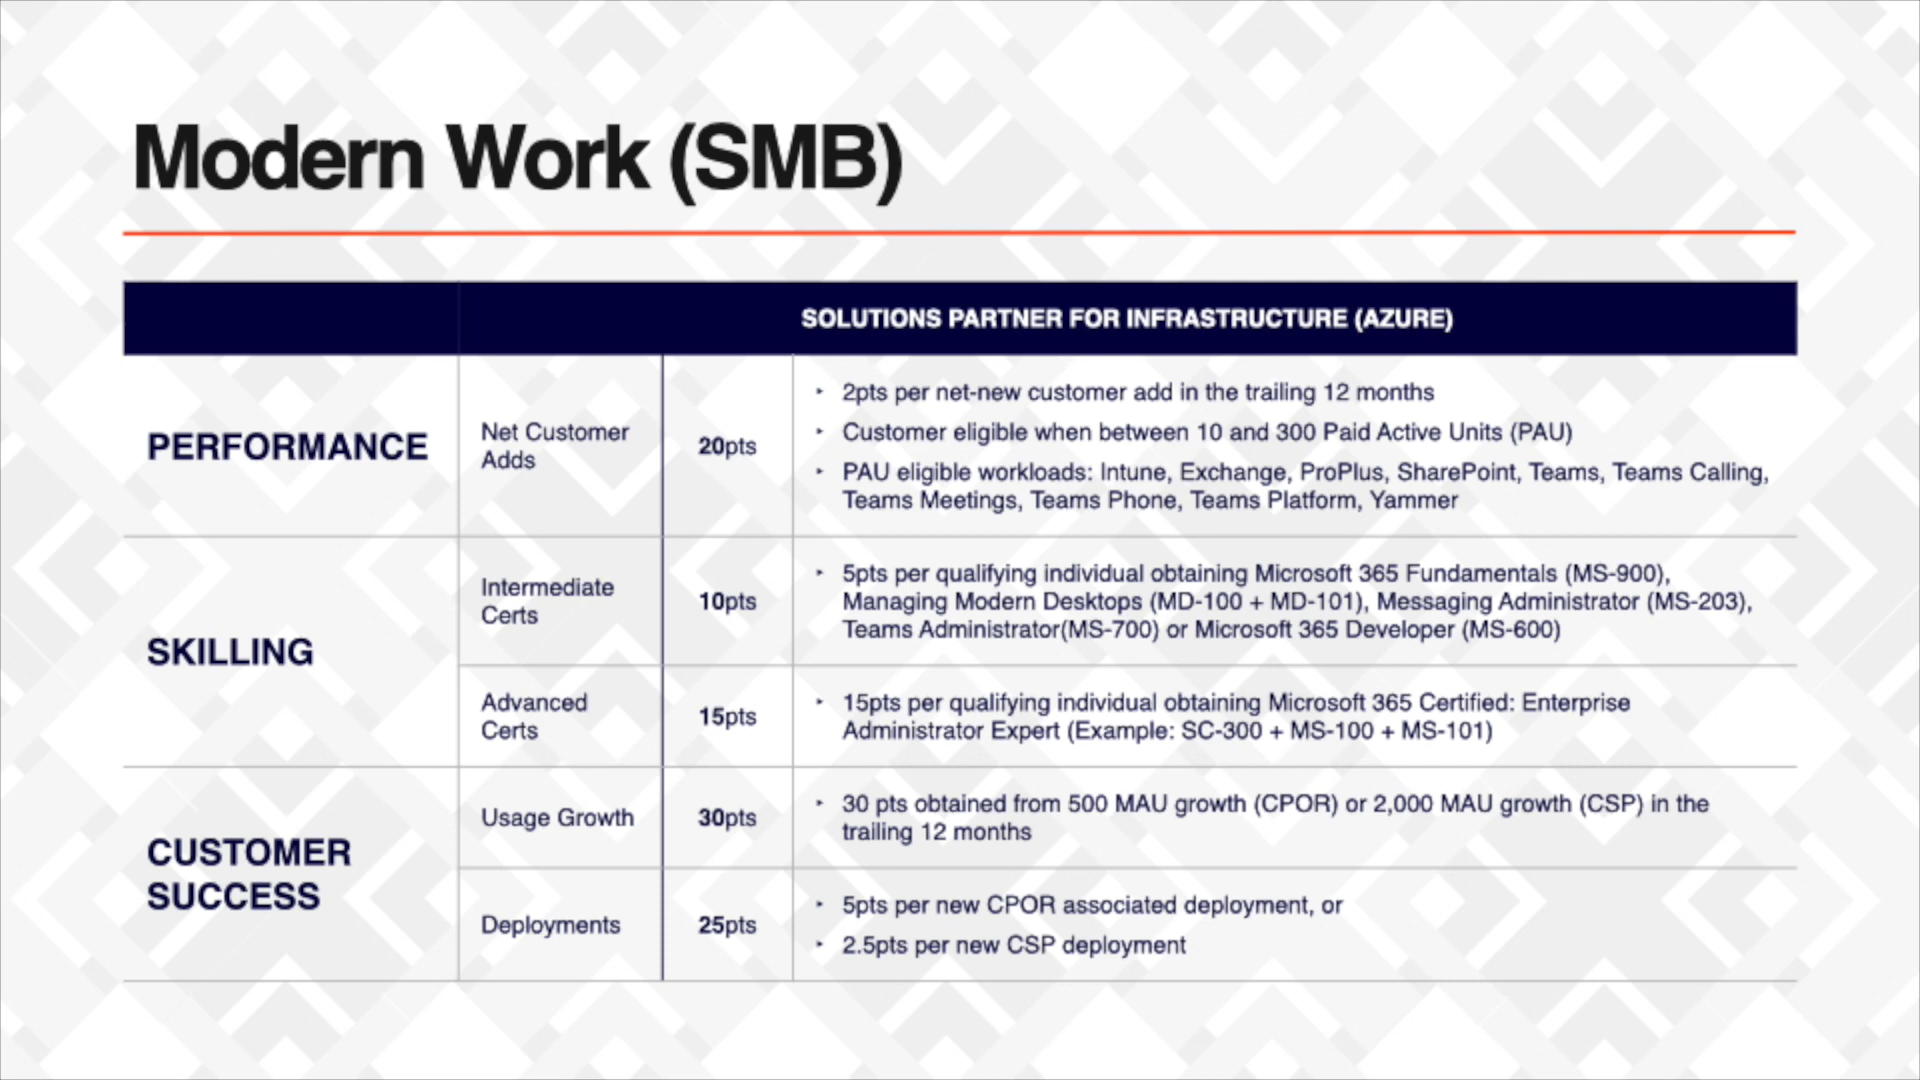 Modern Work (SMB)
SOLUTIONS PARTNER FOR INFRASTRUCTURE (AZURE)
PERFORMANCE
Net Customer
Adds
20pts
‣ 2pts per net-new customer add in the trailing 12 months
‣ Customer eligible when between 10 and 300 Paid Active Units (PAU)
‣ PAU eligible workloads: Intune, Exchange, ProPlus, SharePoint, Teams, Teams Calling,
Teams Meetings, Teams Phone, Teams Platform, Yammer
SKILLING
Intermediate
Certs
10pts
‣ 5pts per qualifying individual obtaining Microsoft 365 Fundamentals (MS-900),
Managing Modern Desktops (MD-100 + MD-101), Messaging Administrator (MS-203),
Teams Administrator(MS-700) or Microsoft 365 Developer (MS-600)
Advanced
Certs
15pts
‣ 15pts per qualifying individual obtaining Microsoft 365 Certified: Enterprise
Administrator Expert (Example: SC-300 + MS-100 + MS-101)
CUSTOMER
SUCCESS
Usage Growth
30pts
‣ 30 pts obtained from 500 MAU growth (CPOR) or 2,000 MAU growth (CSP) in the
trailing 12 months
Deployments
25pts
‣ 5pts per new CPOR associated deployment, or
‣ 2.5pts per new CSP deployment